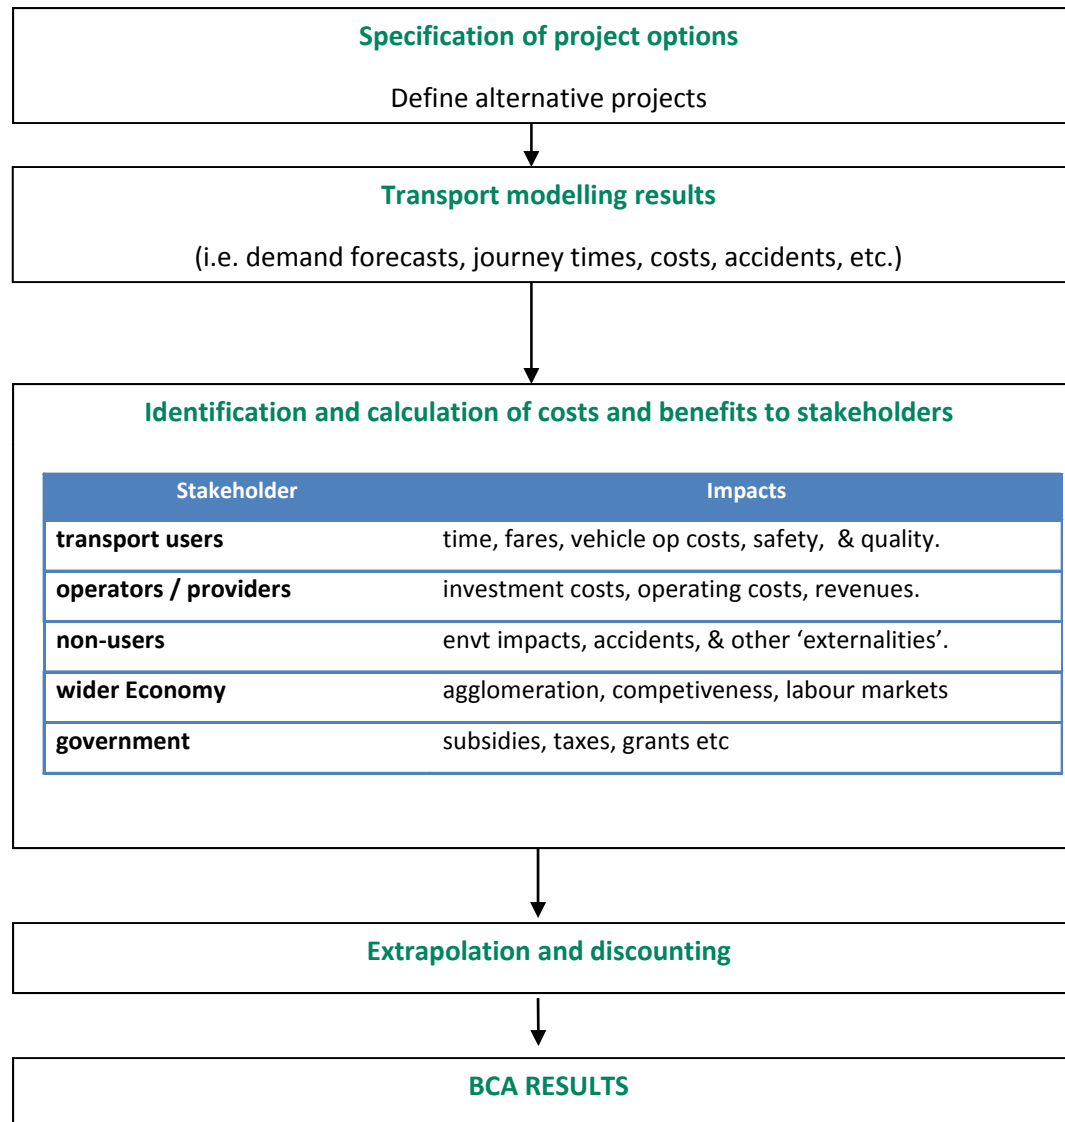 Specification of project options
Define alternative projects
Transport modelling results
(i.e. demand forecasts, journey times, costs, accidents, etc.)
Identification and calculation of costs and benefits to stakeholders
Stakeholder Impacts
transport users time, fares, vehicle op costs, safety,  & quality.
operators / providers investment costs, operating costs, revenues.
non-users envt impacts, accidents, & other ‘externalities’.
wider Economy agglomeration, competiveness, labour markets
government subsidies, taxes, grants etc
Extrapolation and discounting
BCA RESULTS